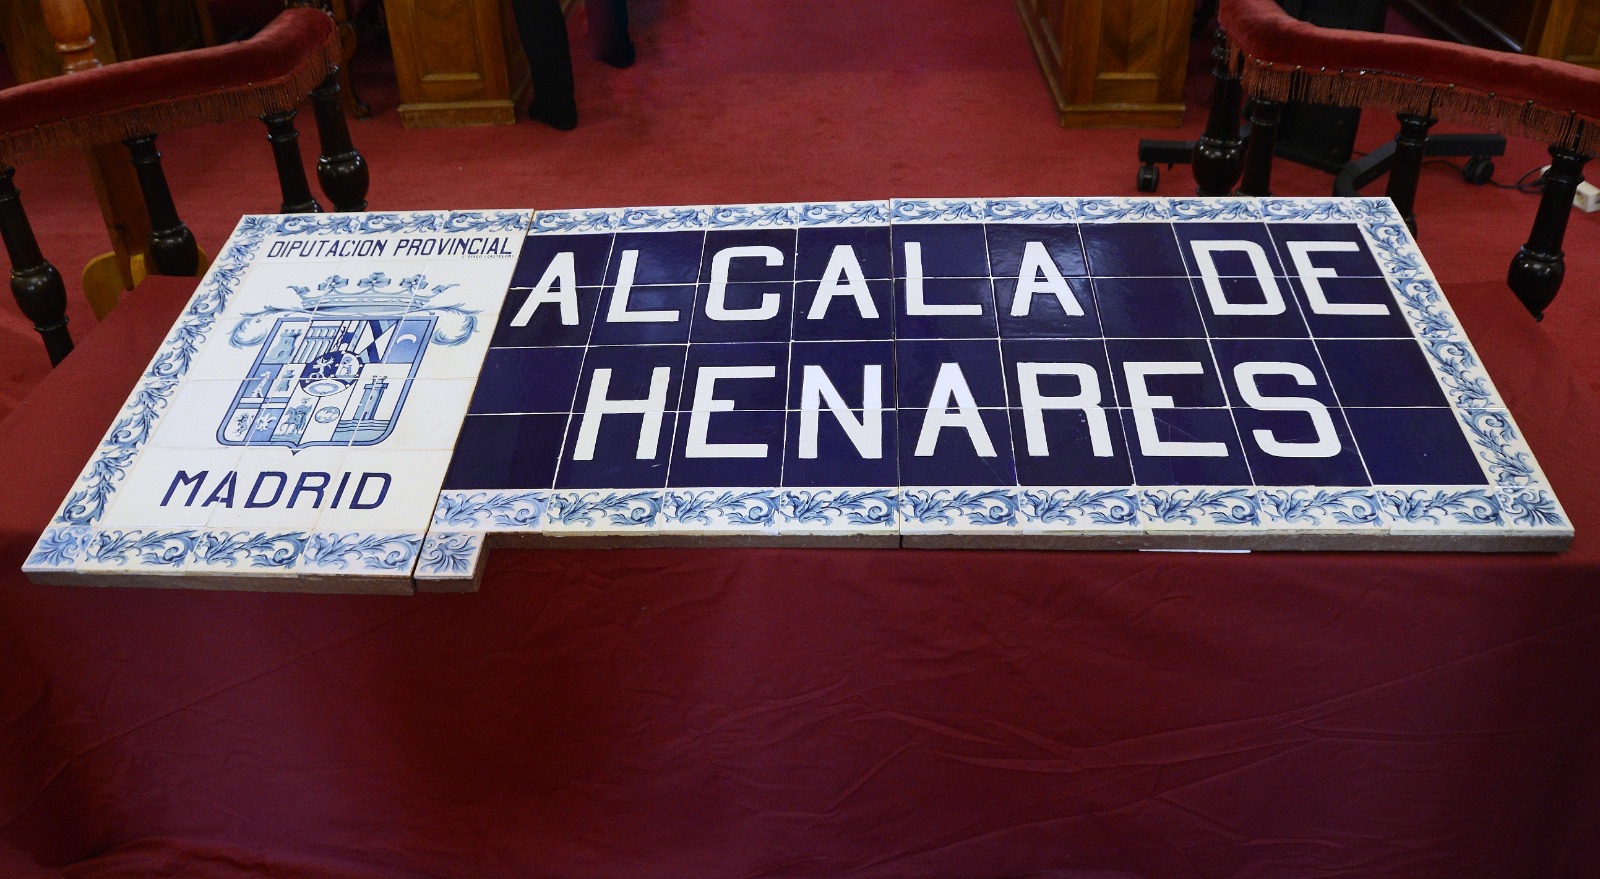 DIPUTACION PROVINCIAL
MADRID
ALCALA DE
HENARES